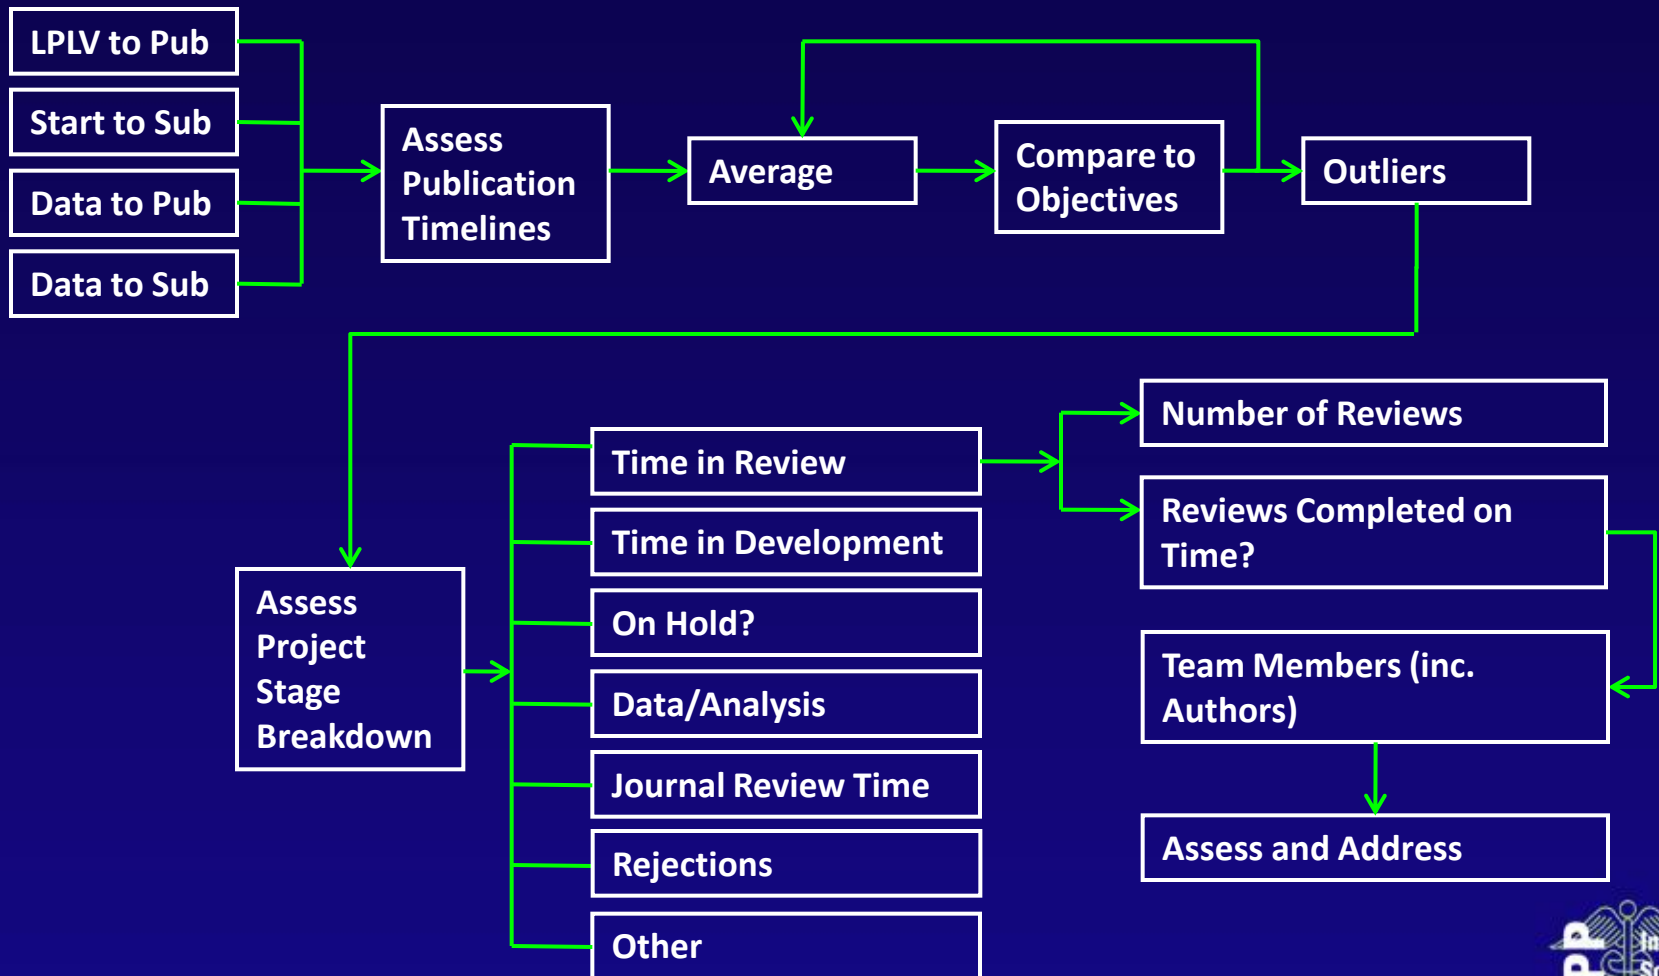 LPLV to Pub
Start to Sub
Data to Pub
Data to Sub
Assess
Publication
Timelines
Average
Compare to
Objectives
Outliers
Assess
Project
Stage
Breakdown
Time in Review
Time in Development
On Hold?
Data/Analysis
Journal Review Time
Rejections
Other
Number of Reviews
Reviews Completed on
Time?
Team Members (inc.
Authors)
Assess and Address